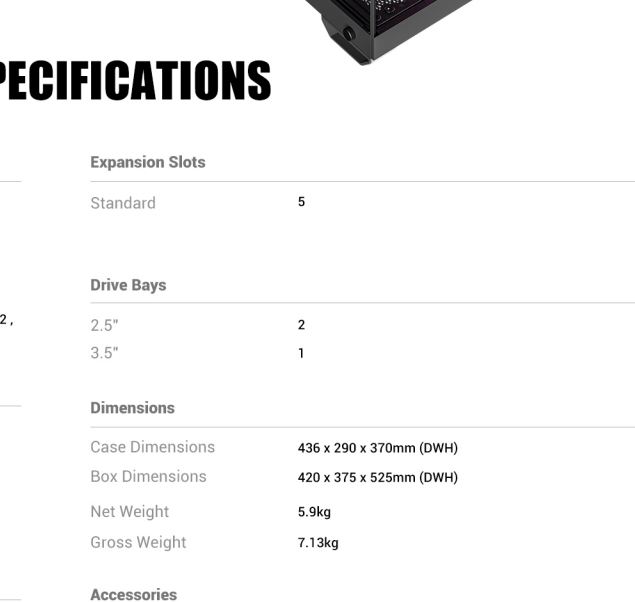 PECIFICATIONS
Expansion Slots
Standard 5
Drive Bays
2,
2.5" 2
3.5" 1
Dimensions
Case Dimensions 436 x 290 x 370mm (DWH)
Box Dimensions 420 x 375 x 525mm (DWH)
Net Weight 5.9kg
Gross Weight 7.13kg
Accessories